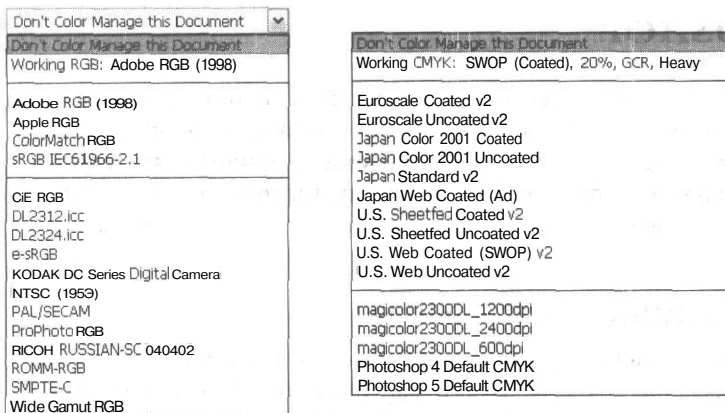 Don't Color Manage this Document
Don't Color Manage this Document
Working RGB: Adobe RGB (1998)
Adobe RGB (1998)
Apple RGB
ColorMatch RGB
sRGB IEC61966-2.1
CIE RGB
DL2312.icc
DL2324.icc
e-sRGB
KODAK DC Series Digital Camera
NTSC (1953)
PAL/SECAM
ProPhoto RGB
RICOH RUSSIAN-SC 040402
ROMM-RGB
SMPTE-C
Wide Gamut RGB
Don't Color Manage this Document
Working CMYK: SWOP (Coated), 20%, GCR, Heavy
Euroscale Coated v2
Euroscale Uncoated v2
Japan Color 2001 Coated
Japan Color 2001 Uncoated
Japan Standard v2
Japan Web Coated (Ad)
U.S. Sheetfed Coated v2
U.S. Sheetfed Uncoated v2
U.S. Web Coated (SWOP) v2
U.S. Web Uncoated v2
magicolor2300DL_1200dpi
magicolor2300DL_2400dpi
magicolor2300DL_600dpi
Photoshop 4 Default CMYK
Photoshop 5 Default CMYK